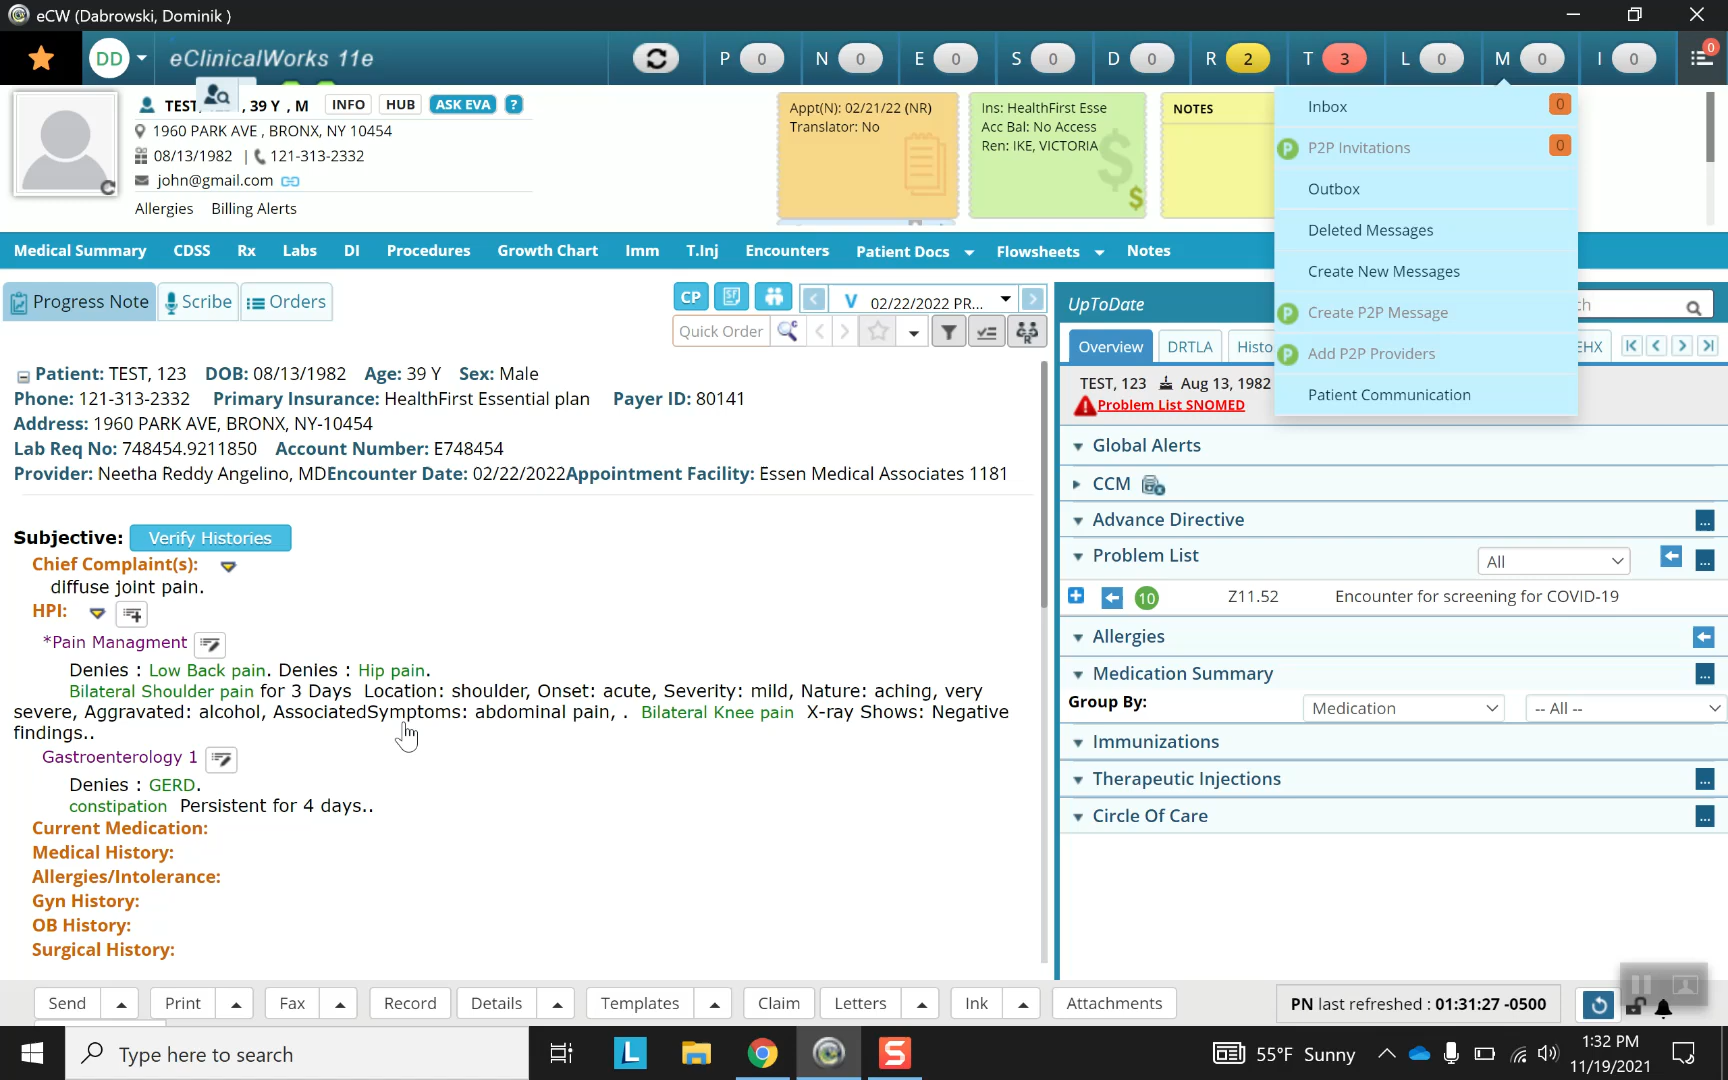 eCW (Dabrowski, Dominik )
DD
eClinicalWorks 11e
P 0
N 0
E 0
S 0
D 0
R 2
T 3
L 0
M 0
I 0
0
TEST, , 39 Y , M INFO HUB ASK EVA ?
1960 PARK AVE , BRONX, NY 10454
08/13/1982 | 121-313-2332
john@gmail.com
Allergies Billing Alerts
Appt(N): 02/21/22 (NR)
Translator: No
Ins: HealthFirst Esse
Acc Bal: No Access
Ren: IKE, VICTORIA
NOTES
Inbox 0
P2P Invitations 0
Outbox
Deleted Messages
Create New Messages
Create P2P Message
Add P2P Providers
Patient Communication
Medical Summary CDSS Rx Labs DI Procedures Growth Chart Imm T.Inj Encounters Patient Docs Flowsheets Notes
Progress Note Scribe Orders
CP V 02/22/2022 PR...
Quick Order
Patient: TEST, 123 DOB: 08/13/1982 Age: 39 Y Sex: Male
Phone: 121-313-2332 Primary Insurance: HealthFirst Essential plan Payer ID: 80141
Address: 1960 PARK AVE, BRONX, NY-10454
Lab Req No: 748454.9211850 Account Number: E748454
Provider: Neetha Reddy Angelino, MDEncounter Date: 02/22/2022Appointment Facility: Essen Medical Associates 1181
Subjective: Verify Histories
Chief Complaint(s):
diffuse joint pain.
HPI:
*Pain Managment
Denies : Low Back pain. Denies : Hip pain.
Bilateral Shoulder pain for 3 Days Location: shoulder, Onset: acute, Severity: mild, Nature: aching, very
severe, Aggravated: alcohol, AssociatedSymptoms: abdominal pain, . Bilateral Knee pain X-ray Shows: Negative
findings..
Gastroenterology 1
Denies : GERD.
constipation Persistent for 4 days..
Current Medication:
Medical History:
Allergies/Intolerance:
Gyn History:
OB History:
Surgical History:
UpToDate ch
Overview DRTLA Histo EHX
TEST, 123 Aug 13, 1982
Problem List SNOMED
Global Alerts
CCM
Advance Directive ...
Problem List All ...
10 Z11.52 Encounter for screening for COVID-19
Allergies
Medication Summary ...
Group By: Medication -- All --
Immunizations
Therapeutic Injections ...
Circle Of Care ...
Send Print Fax Record Details Templates Claim Letters Ink Attachments
PN last refreshed : 01:31:27 -0500
Type here to search
L
S
55°F Sunny
1:32 PM
11/19/2021